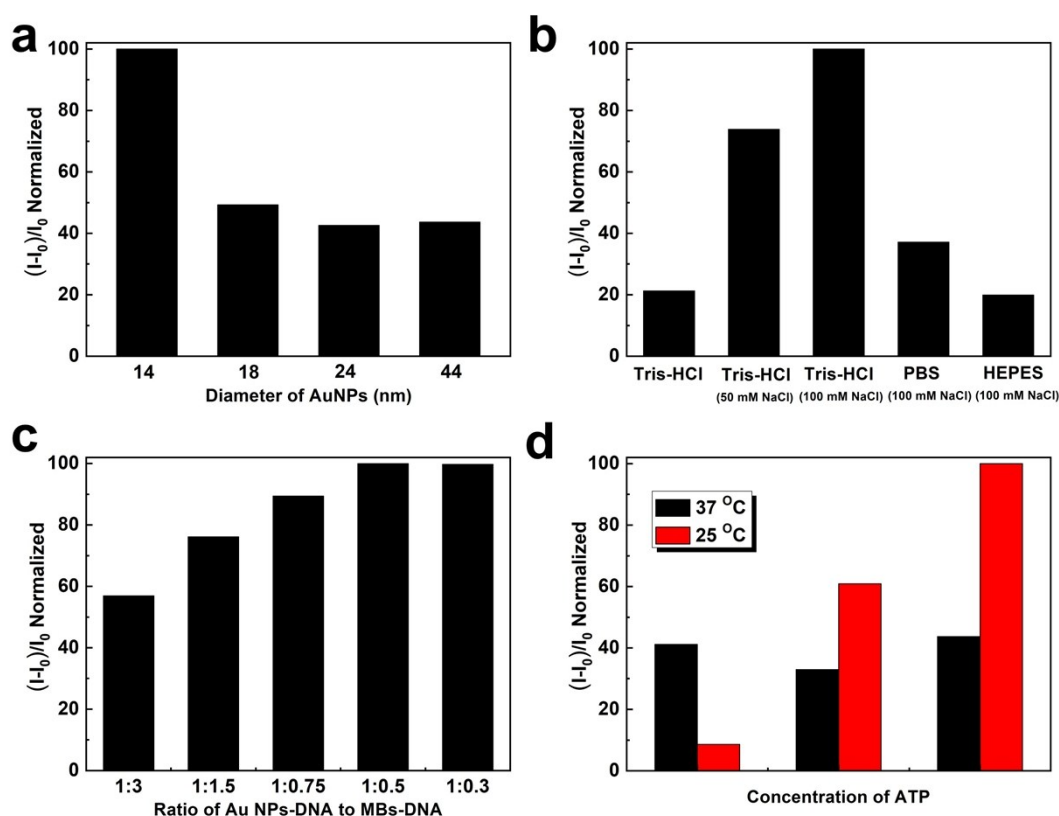 a
(I-I₀)/I₀ Normalized
100
80
60
40
20
0
14 18 24 44
Diameter of AuNPs (nm)
b
(I-I₀)/I₀ Normalized
100
80
60
40
20
0
Tris-HCl Tris-HCl Tris-HCl PBS HEPES
(50 mM NaCl) (100 mM NaCl) (100 mM NaCl) (100 mM NaCl)
c
(I-I₀)/I₀ Normalized
100
80
60
40
20
0
1:3 1:1.5 1:0.75 1:0.5 1:0.3
Ratio of Au NPs-DNA to MBs-DNA
d
(I-I₀)/I₀ Normalized
100
80
60
40
20
0
37 ᴼC
25 ᴼC
Concentration of ATP